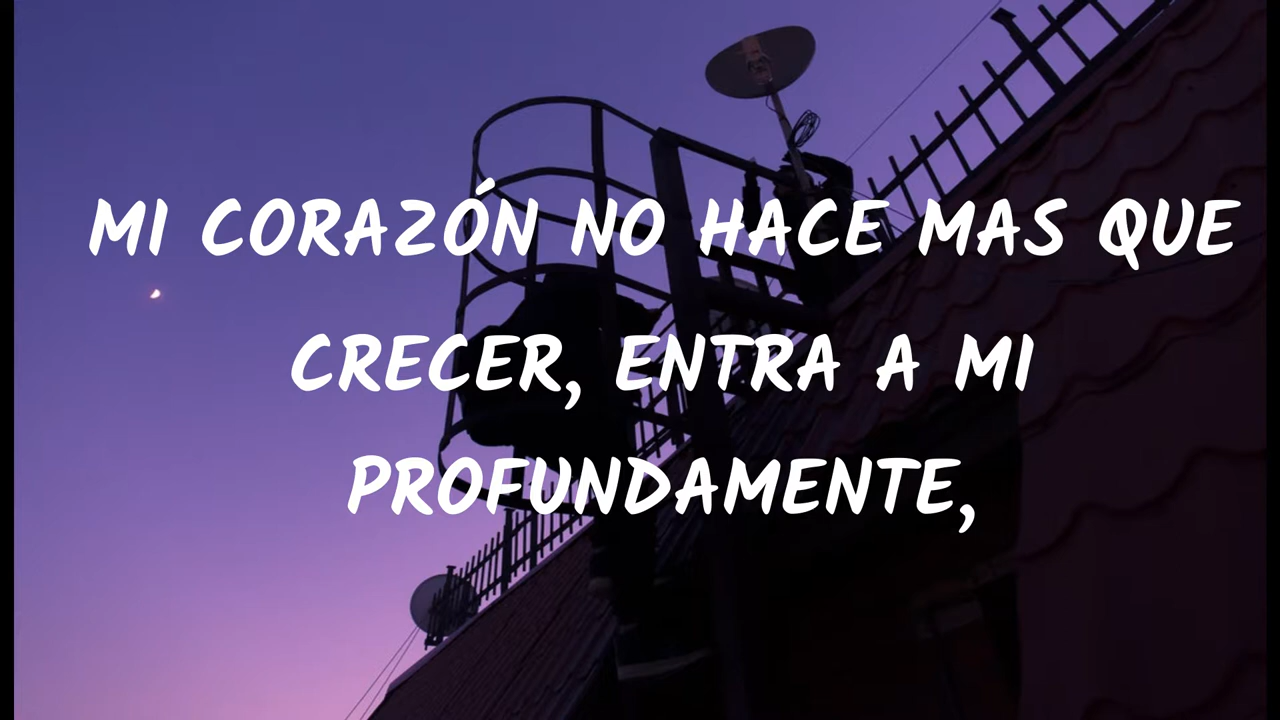 MI CORAZÓN NO HACE MAS QUE
CRECER, ENTRA A MI
PROFUNDAMENTE,